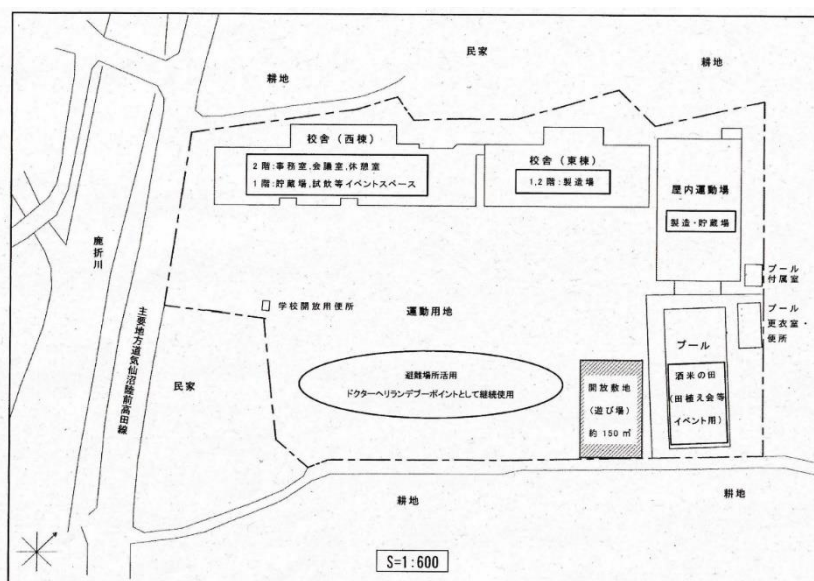 民家
耕地
耕地
校舎（西棟）
2階：事務室，会議室，休憩室
1階：貯蔵場，試飲等イベントスペース
校舎（東棟）
1,2階：製造場
屋内運動場
製造・貯蔵場
プール
付属室
プール
更衣室・
便所
鹿折川
主要地方道気仙沼陸前高田線
学校開放用便所
運動用地
民家
避難場所活用
ドクターヘリランデブーポイントとして継続使用
開放敷地
（遊び場）
約 150 ㎡
プール
酒米の田
（田植え会等
イベント用）
耕地
耕地
S=1:600